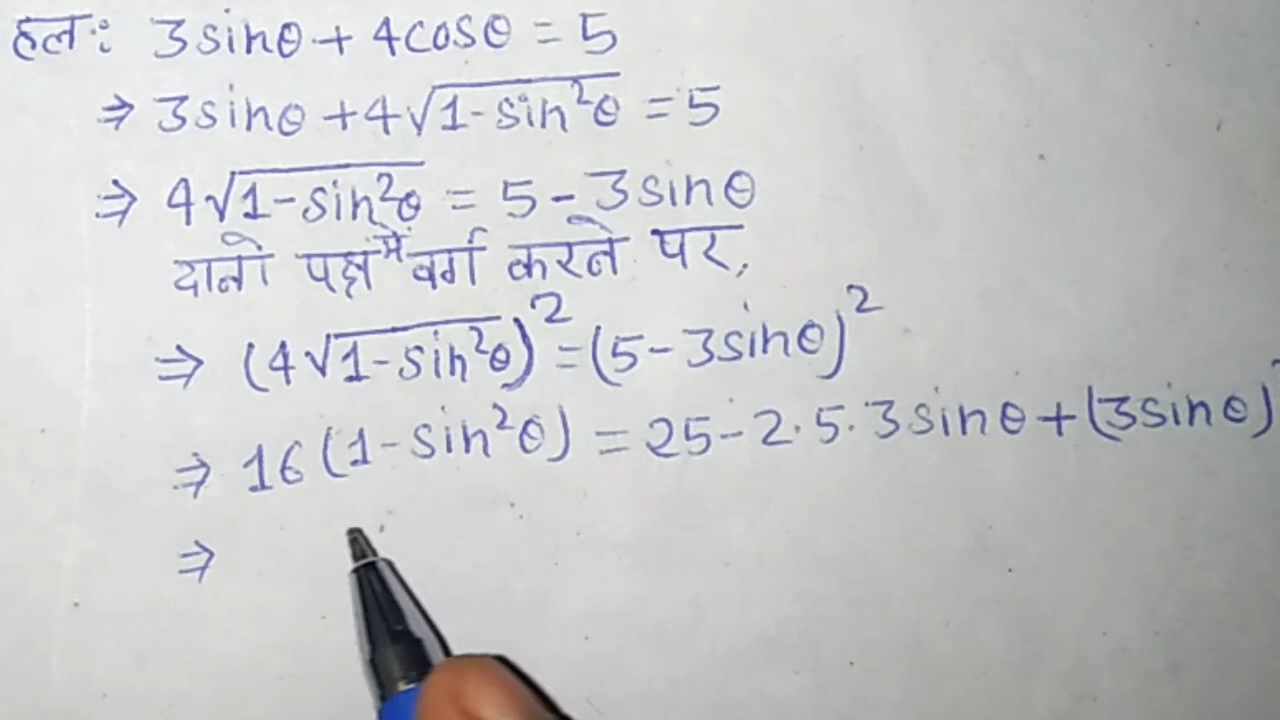 हल: 3sinθ + 4cosθ = 5
⇒ 3sinθ + 4√1-sin²θ = 5
⇒ 4√1-sin²θ = 5 - 3sinθ
दानो पक्ष में वर्ग करने पर,
⇒ (4√1-sin²θ)² = (5-3sinθ)²
⇒ 16(1-sin²θ) = 25-2·5·3sinθ+(3sinθ)²
⇒